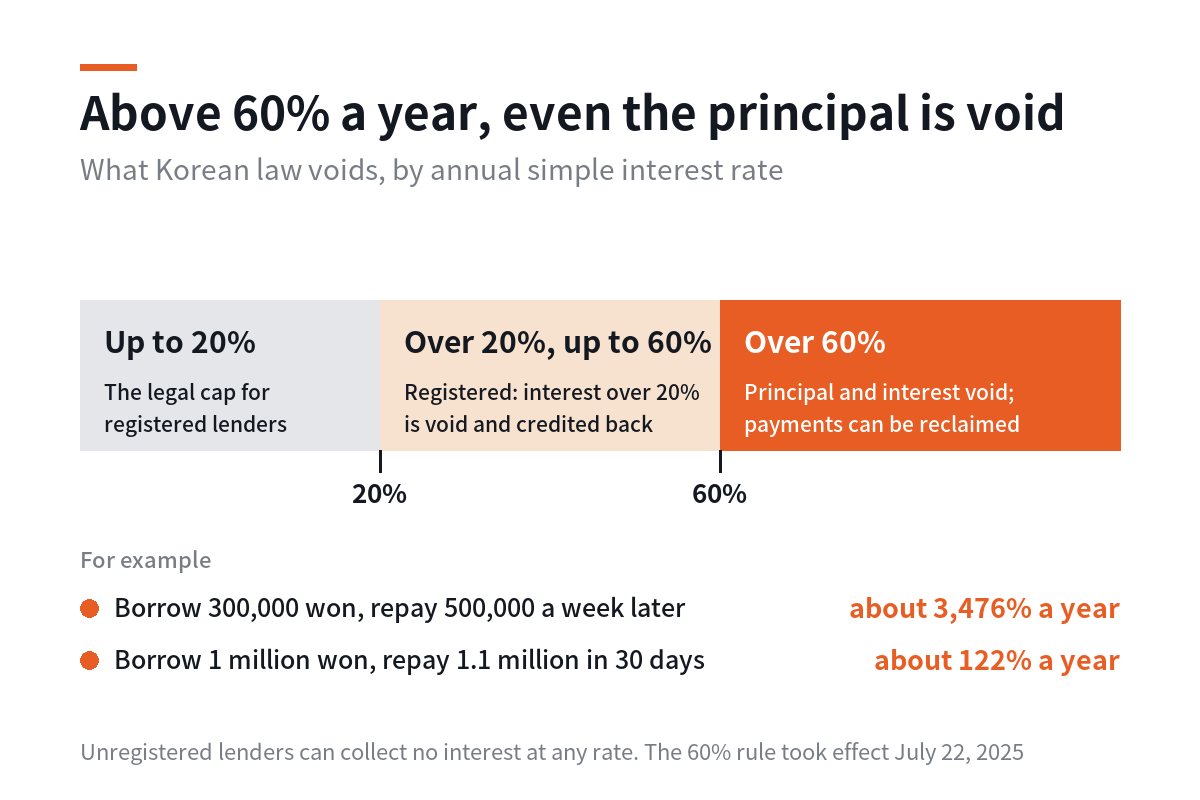 Above 60% a year, even the principal is void
What Korean law voids, by annual simple interest rate
Up to 20%
The legal cap for
registered lenders
Over 20%, up to 60%
Registered: interest over 20%
is void and credited back
Over 60%
Principal and interest void;
payments can be reclaimed
20%
60%
For example
Borrow 300,000 won, repay 500,000 a week later
about 3,476% a year
Borrow 1 million won, repay 1.1 million in 30 days
about 122% a year
Unregistered lenders can collect no interest at any rate. The 60% rule took effect July 22, 2025